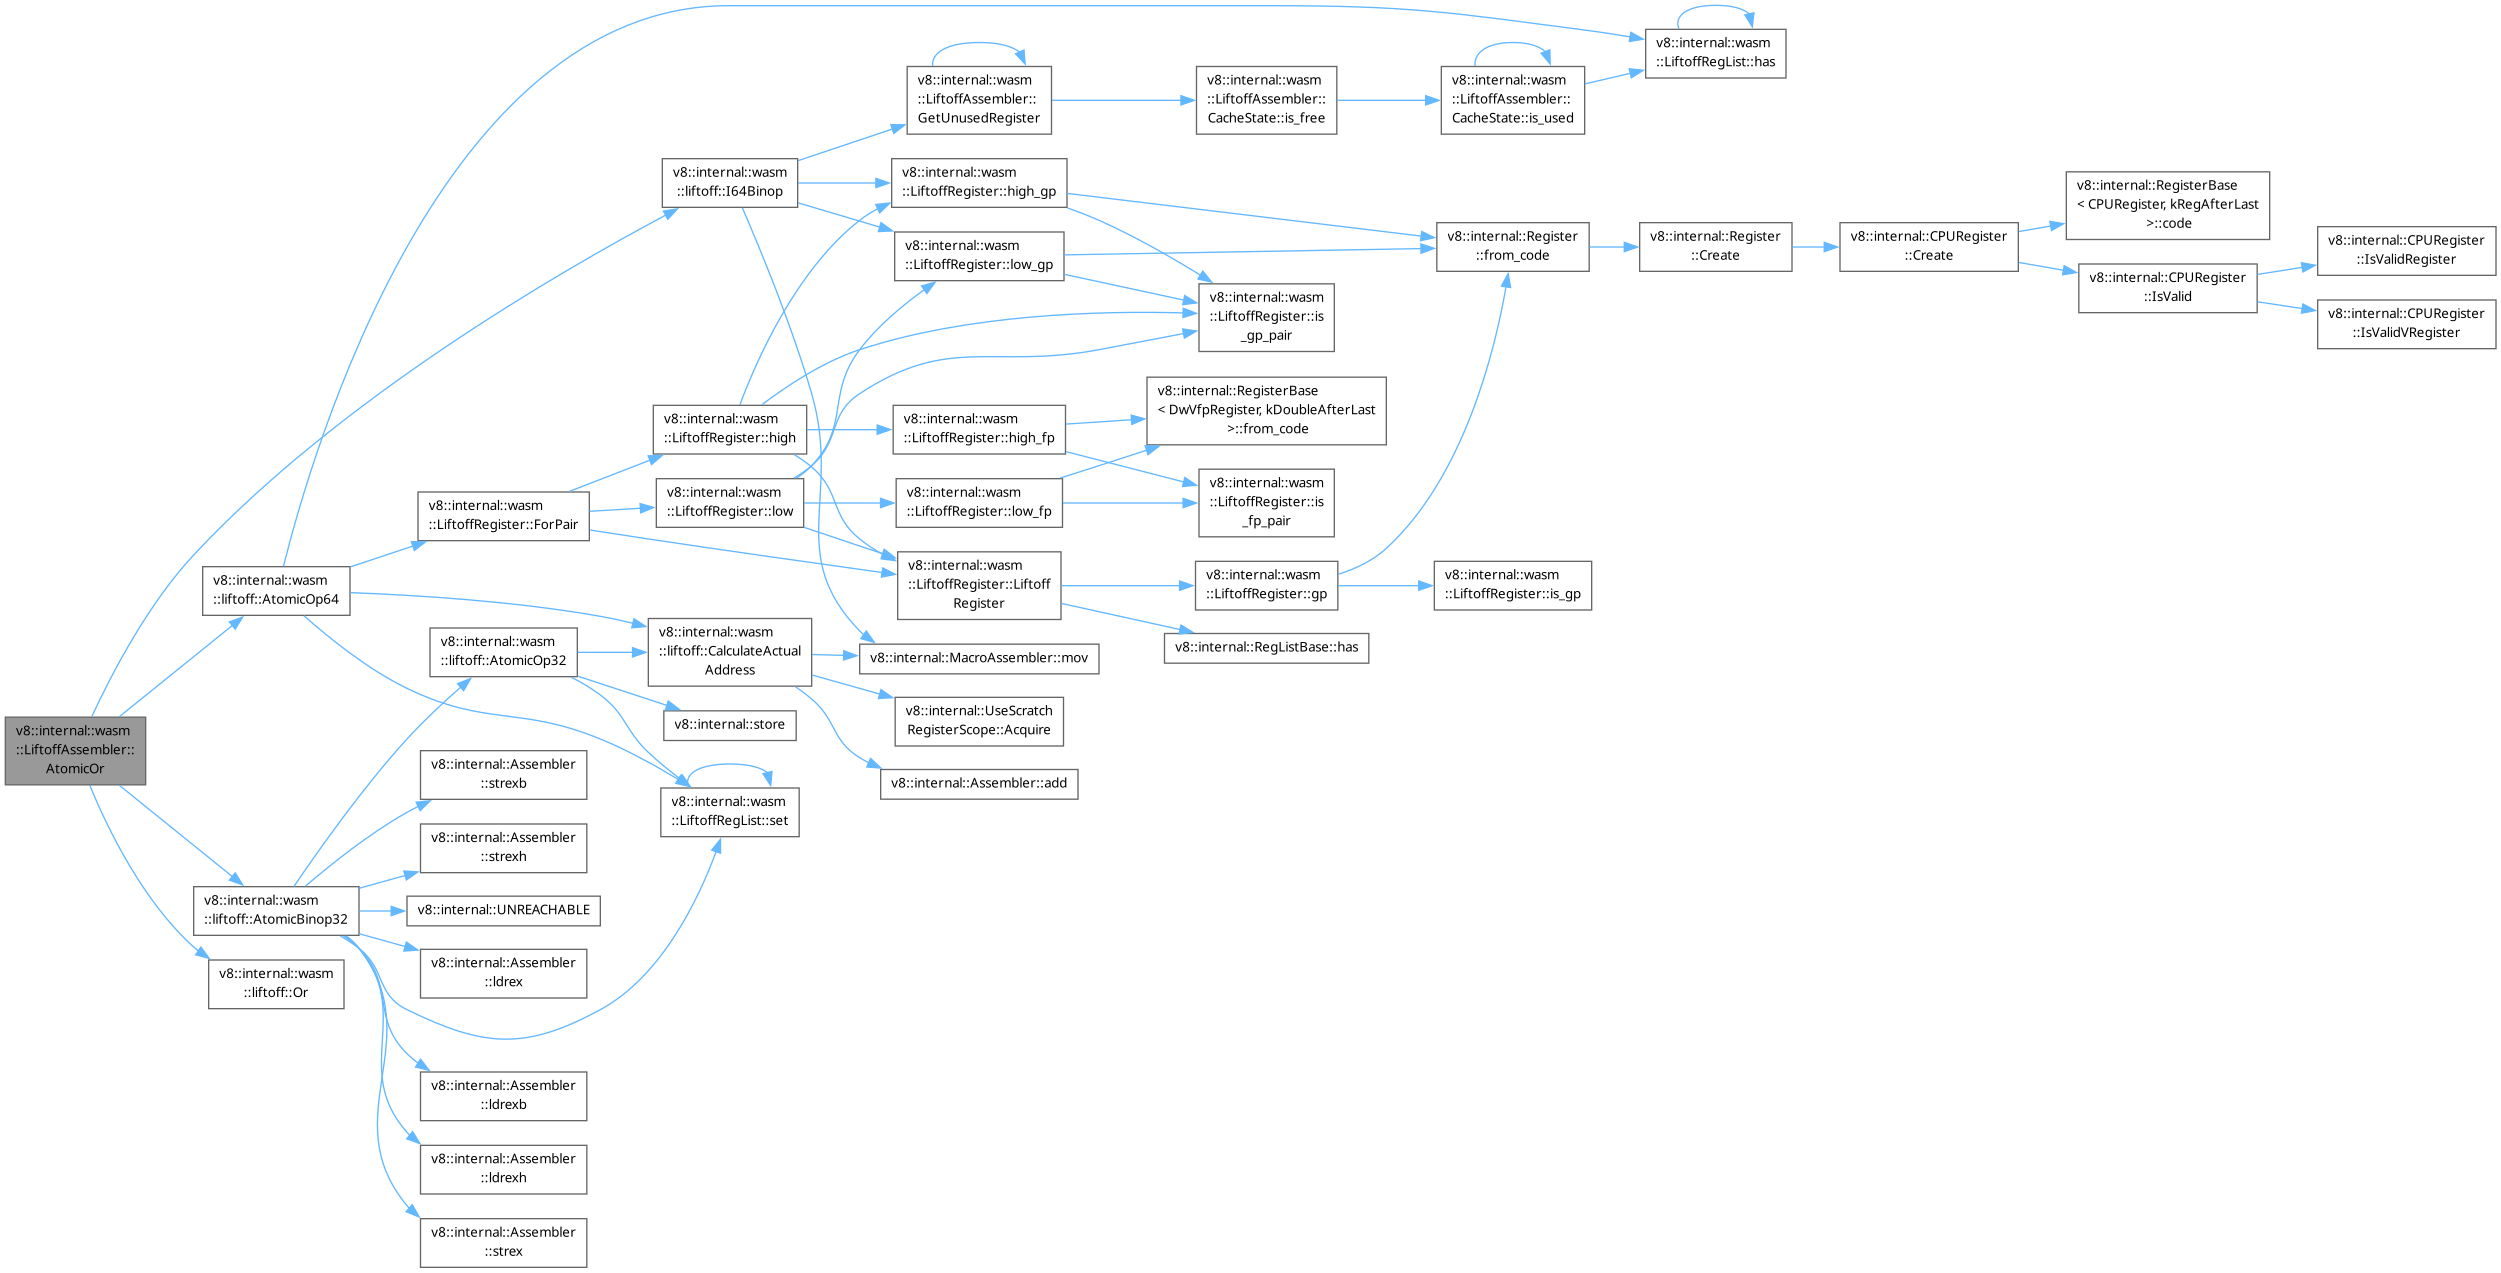 v8::internal::wasm
::LiftoffAssembler::
AtomicOr
v8::internal::wasm
::liftoff::I64Binop
v8::internal::wasm
::liftoff::AtomicOp64
v8::internal::wasm
::liftoff::AtomicBinop32
v8::internal::wasm
::liftoff::Or
v8::internal::wasm
::LiftoffRegister::ForPair
v8::internal::wasm
::liftoff::AtomicOp32
v8::internal::Assembler
::strexb
v8::internal::Assembler
::strexh
v8::internal::UNREACHABLE
v8::internal::Assembler
::ldrex
v8::internal::Assembler
::ldrexb
v8::internal::Assembler
::ldrexh
v8::internal::Assembler
::strex
v8::internal::wasm
::LiftoffRegister::high
v8::internal::wasm
::LiftoffRegister::low
v8::internal::wasm
::liftoff::CalculateActual
Address
v8::internal::store
v8::internal::wasm
::LiftoffRegList::set
v8::internal::wasm
::LiftoffAssembler::
GetUnusedRegister
v8::internal::wasm
::LiftoffRegister::high_gp
v8::internal::wasm
::LiftoffRegister::low_gp
v8::internal::wasm
::LiftoffRegister::high_fp
v8::internal::wasm
::LiftoffRegister::low_fp
v8::internal::wasm
::LiftoffRegister::Liftoff
Register
v8::internal::MacroAssembler::mov
v8::internal::UseScratch
RegisterScope::Acquire
v8::internal::Assembler::add
v8::internal::wasm
::LiftoffAssembler::
CacheState::is_free
v8::internal::wasm
::LiftoffRegister::is
_gp_pair
v8::internal::RegisterBase
< DwVfpRegister, kDoubleAfterLast
>::from_code
v8::internal::wasm
::LiftoffRegister::is
_fp_pair
v8::internal::wasm
::LiftoffRegister::gp
v8::internal::RegListBase::has
v8::internal::wasm
::LiftoffAssembler::
CacheState::is_used
v8::internal::Register
::from_code
v8::internal::wasm
::LiftoffRegister::is_gp
v8::internal::wasm
::LiftoffRegList::has
v8::internal::Register
::Create
v8::internal::CPURegister
::Create
v8::internal::RegisterBase
< CPURegister, kRegAfterLast
>::code
v8::internal::CPURegister
::IsValid
v8::internal::CPURegister
::IsValidRegister
v8::internal::CPURegister
::IsValidVRegister